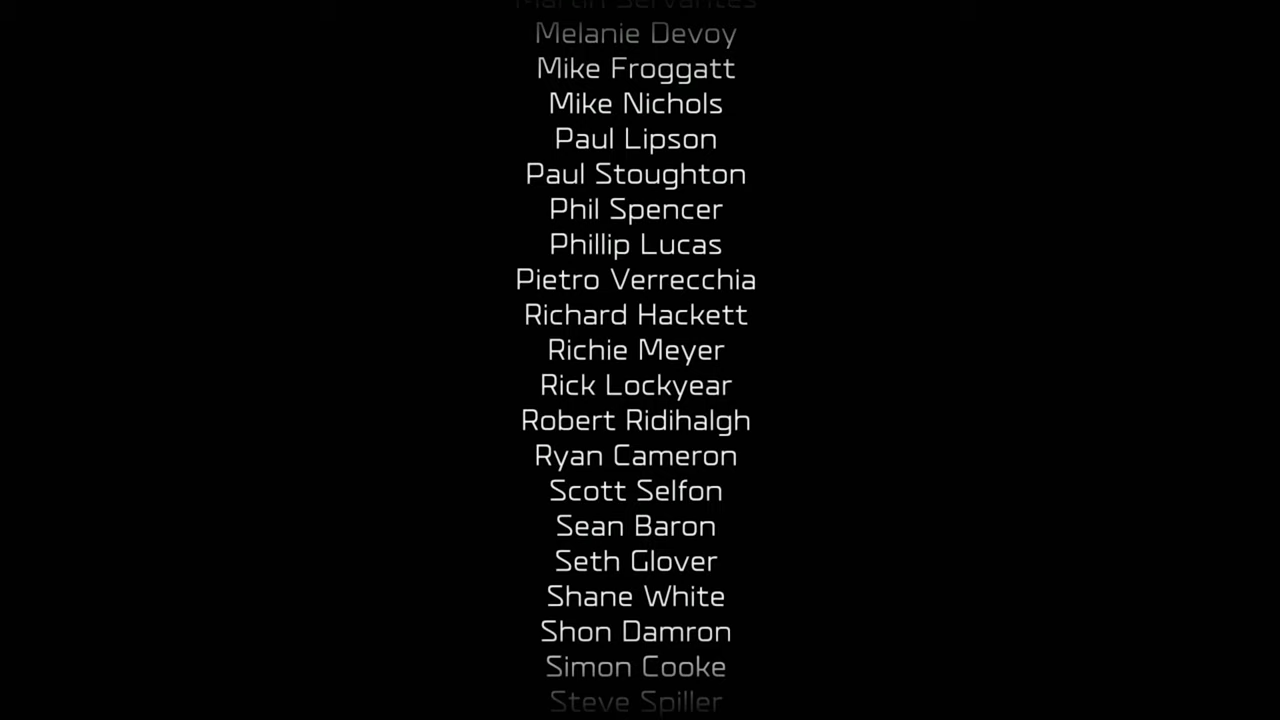 Martin Servantes
Melanie Devoy
Mike Froggatt
Mike Nichols
Paul Lipson
Paul Stoughton
Phil Spencer
Phillip Lucas
Pietro Verrecchia
Richard Hackett
Richie Meyer
Rick Lockyear
Robert Ridihalgh
Ryan Cameron
Scott Selfon
Sean Baron
Seth Glover
Shane White
Shon Damron
Simon Cooke
Steve Spiller